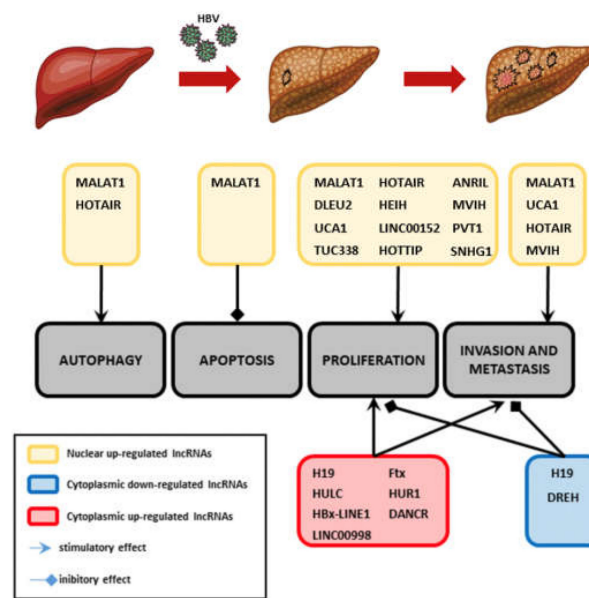 HBV
MALAT1
HOTAIR
MALAT1
MALAT1 HOTAIR ANRIL
DLEU2 HEIH MVIH
UCA1 LINC00152 PVT1
TUC338 HOTTIP SNHG1
MALAT1
UCA1
HOTAIR
MVIH
AUTOPHAGY
APOPTOSIS
PROLIFERATION
INVASION AND
METASTASIS
Nuclear up-regulated lncRNAs
Cytoplasmic down-regulated lncRNAs
Cytoplasmic up-regulated lncRNAs
stimulatory effect
inibitory effect
H19 Ftx
HULC HUR1
HBx-LINE1 DANCR
LINC00998
H19
DREH